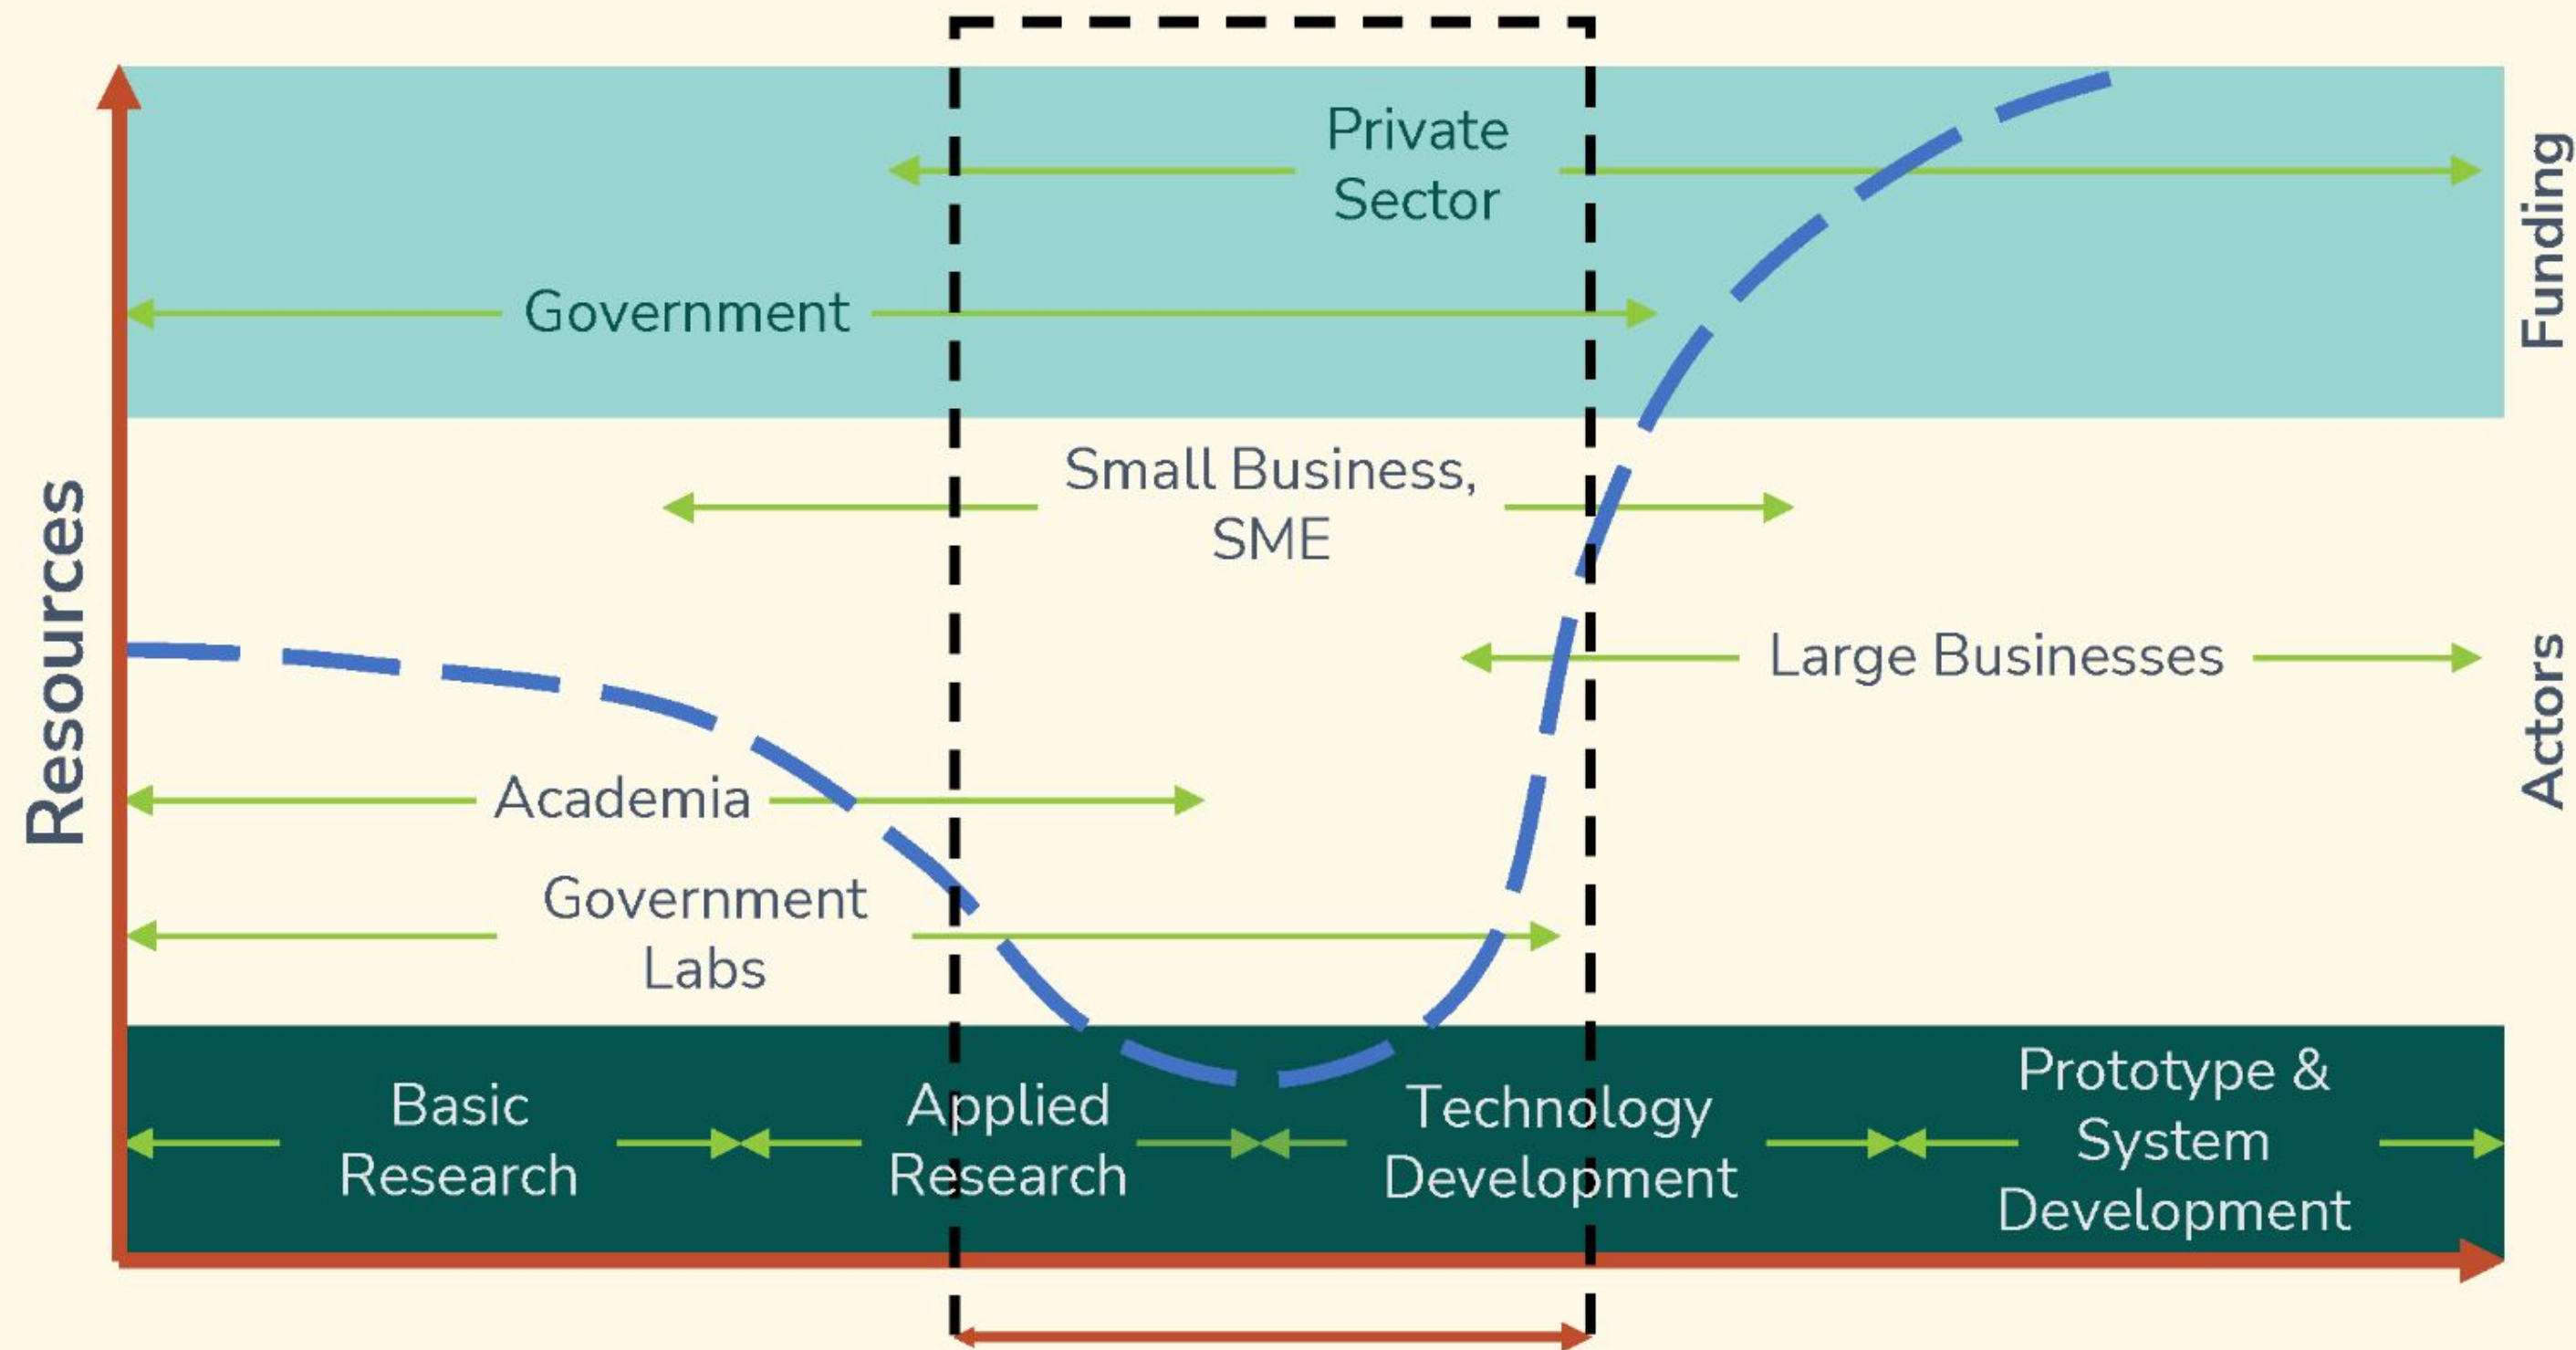 Private
Sector
Funding
Government
Small Business,
SME
Resources
Large Businesses
Actors
Academia
Government
Labs
Basic
Research
Applied
Research
Technology
Development
Prototype &
System
Development